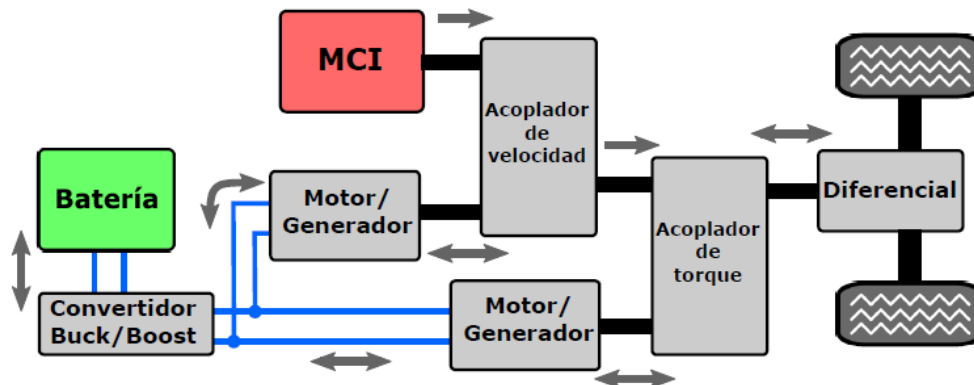 MCI
Acoplador
de
velocidad
Batería
Motor/
Generador
Acoplador
de
torque
Diferencial
Convertidor
Buck/Boost
Motor/
Generador